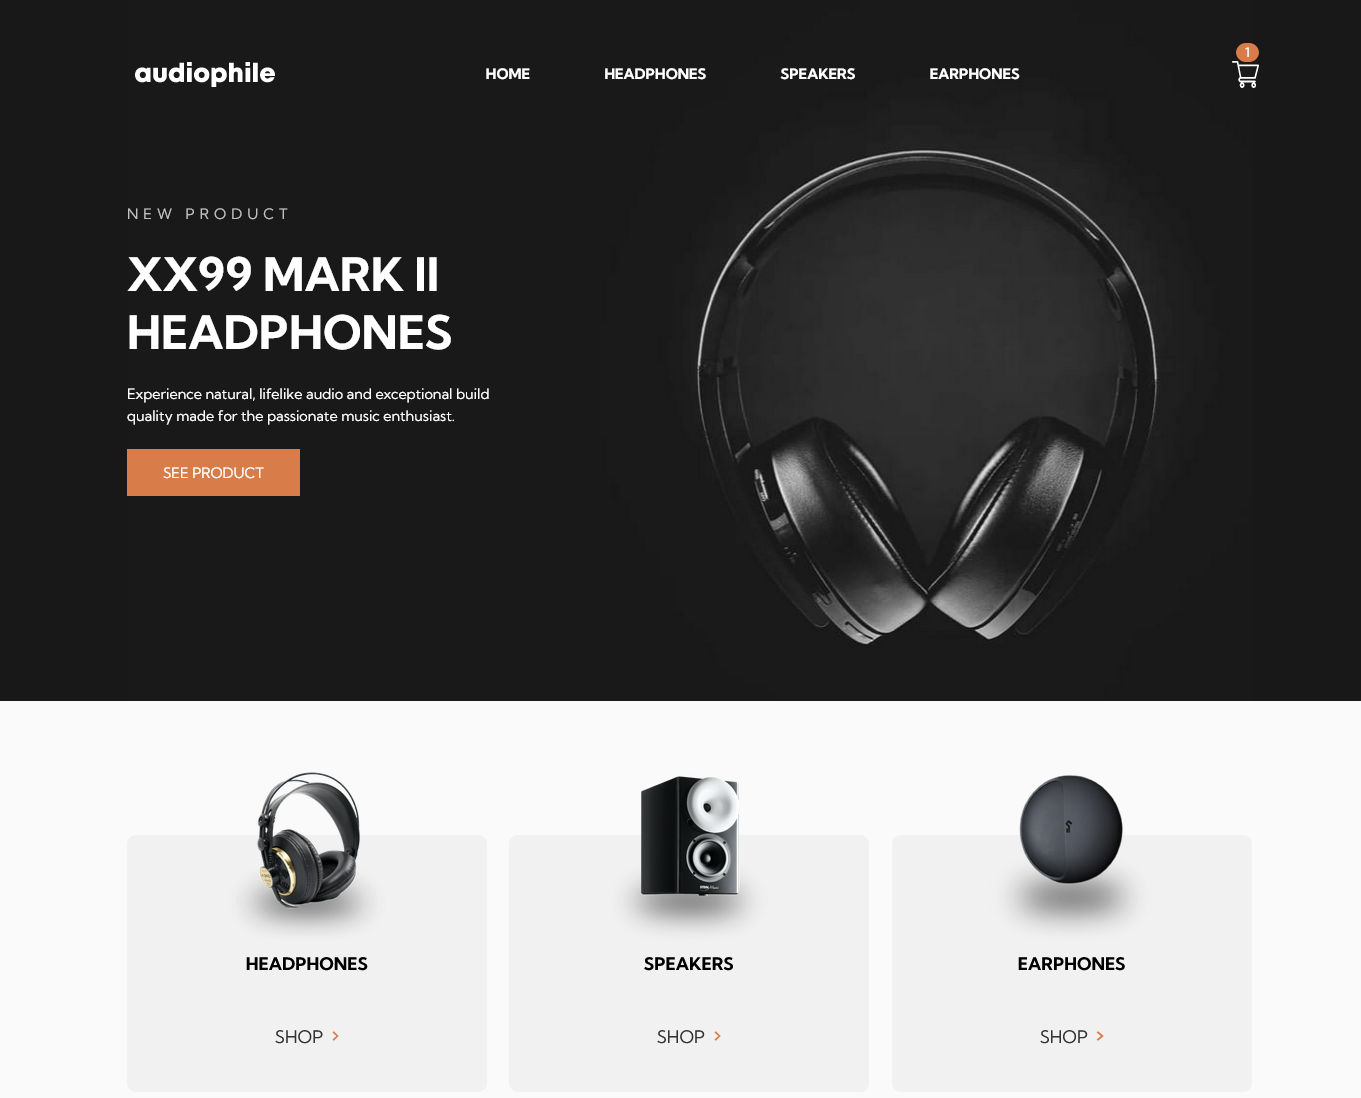 audiophile
HOME HEADPHONES SPEAKERS EARPHONES
1
NEW PRODUCT
XX99 MARK II
HEADPHONES
Experience natural, lifelike audio and exceptional build
quality made for the passionate music enthusiast.
SEE PRODUCT
HEADPHONES SPEAKERS EARPHONES
SHOP SHOP SHOP